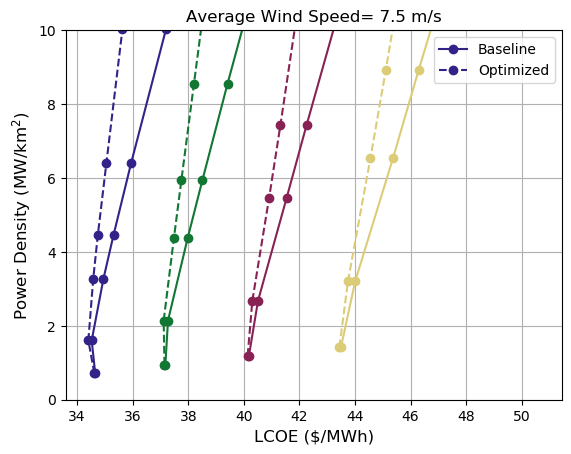 Average Wind Speed= 7.5 m/s
Baseline
Optimized
Power Density (MW/km²)
10
8
6
4
2
0
34 36 38 40 42 44 46 48 50
LCOE ($/MWh)